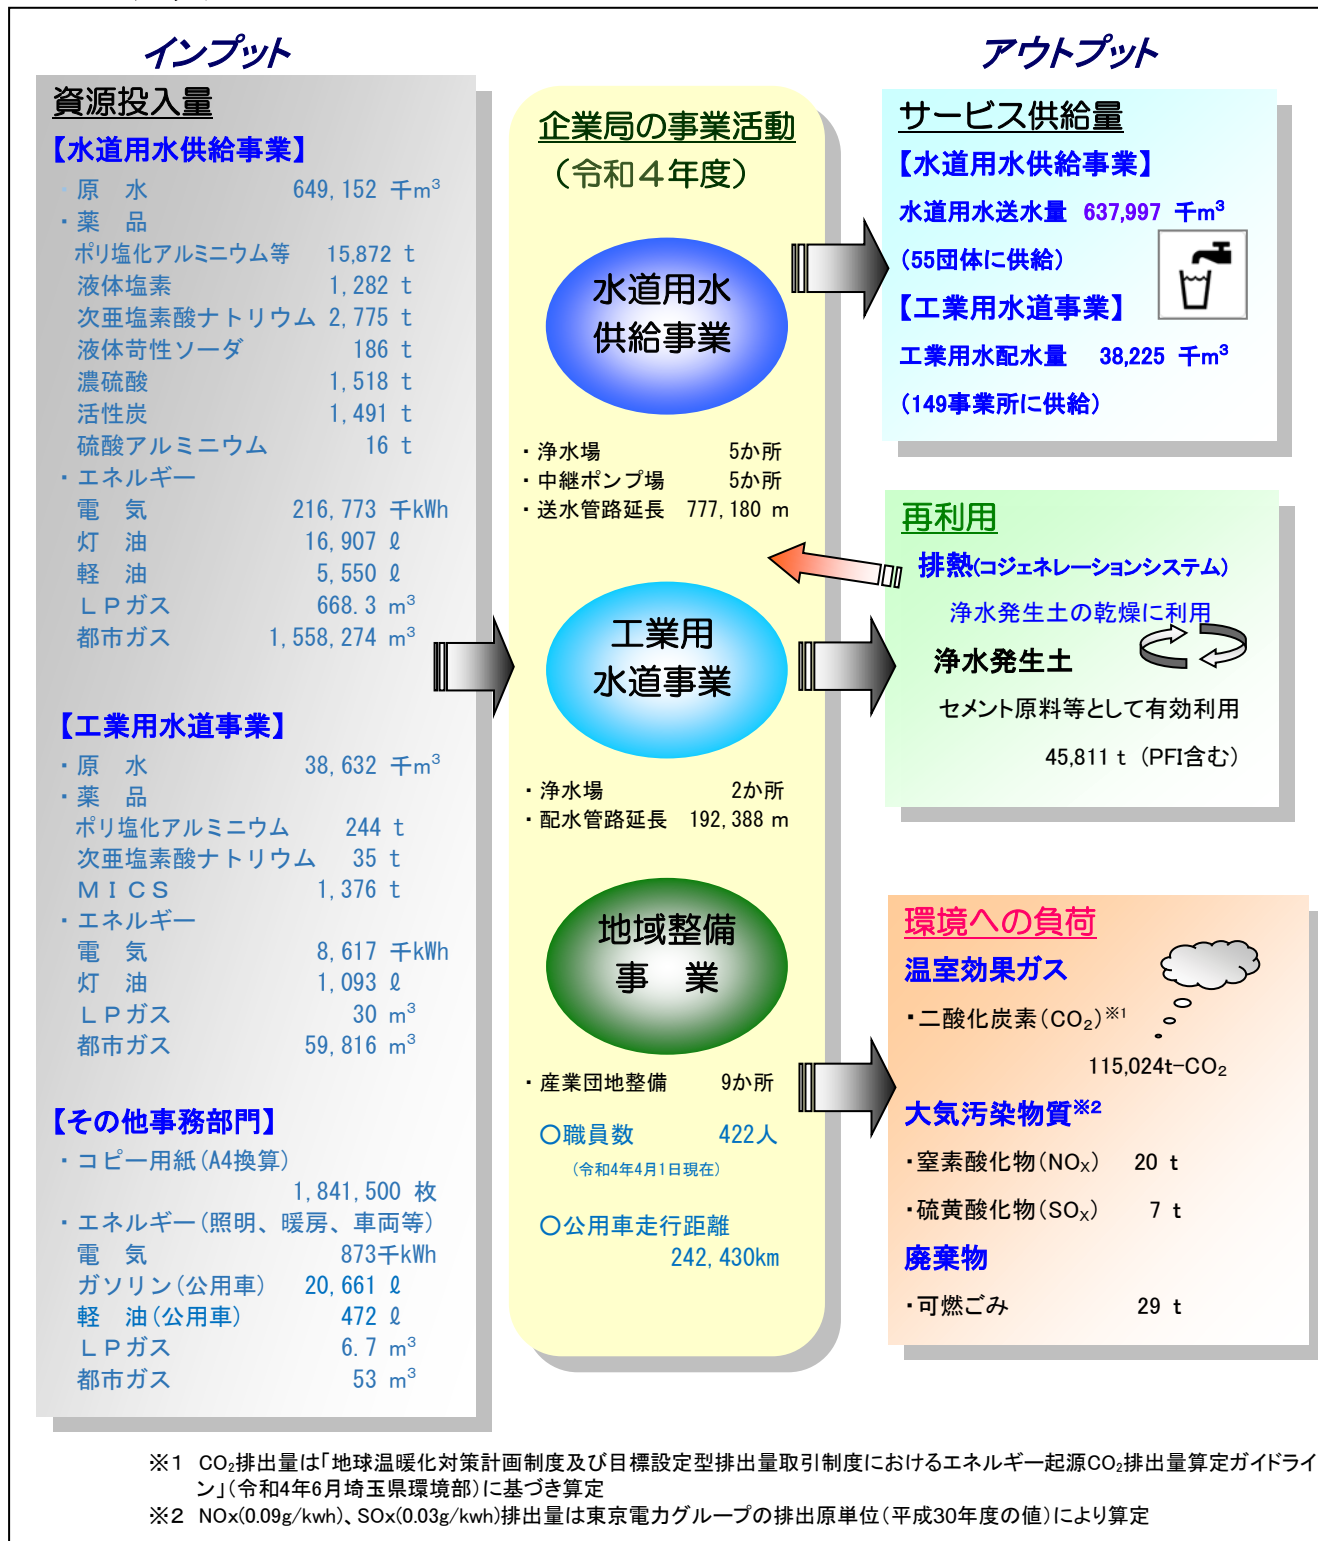 インプット
資源投入量
【水道用水供給事業】
・原　水　649,152 千m³
・薬　品
ポリ塩化アルミニウム等　15,872 t
液体塩素　1,282 t
次亜塩素酸ナトリウム 2,775 t
液体苛性ソーダ　186 t
濃硫酸　1,518 t
活性炭　1,491 t
硫酸アルミニウム　16 t
・エネルギー
電　気　216,773 千kWh
灯　油　16,907 ℓ
軽　油　5,550 ℓ
ＬＰガス　668.3 m³
都市ガス　1,558,274 m³
【工業用水道事業】
・原　水　38,632 千m³
・薬　品
ポリ塩化アルミニウム　244 t
次亜塩素酸ナトリウム　35 t
ＭＩＣＳ　1,376 t
・エネルギー
電　気　8,617 千kWh
灯　油　1,093 ℓ
ＬＰガス　30 m³
都市ガス　59,816 m³
【その他事務部門】
・コピー用紙(A4換算)
1,841,500 枚
・エネルギー(照明、暖房、車両等)
電　気　873千kWh
ガソリン(公用車)　20,661 ℓ
軽　油(公用車)　472 ℓ
ＬＰガス　6.7 m³
都市ガス　53 m³
企業局の事業活動
（令和４年度）
水道用水
供給事業
・浄水場　5か所
・中継ポンプ場　5か所
・送水管路延長　777,180 m
工業用
水道事業
・浄水場　2か所
・配水管路延長　192,388 m
地域整備
事　業
・産業団地整備　9か所
〇職員数　422人
（令和4年4月1日現在）
〇公用車走行距離
242,430km
アウトプット
サービス供給量
【水道用水供給事業】
水道用水送水量　637,997　千m³
（55団体に供給）
【工業用水道事業】
工業用水配水量　38,225　千m³
（149事業所に供給）
再利用
排熱(コジェネレーションシステム)
浄水発生土の乾燥に利用
浄水発生土
セメント原料等として有効利用
45,811 t（PFI含む）
環境への負荷
温室効果ガス
・二酸化炭素（CO₂）※1
115,024t-CO₂
大気汚染物質※2
・窒素酸化物（NOx）　20 t
・硫黄酸化物（SOx）　7 t
廃棄物
・可燃ごみ　29 t
※1　CO₂排出量は「地球温暖化対策計画制度及び目標設定型排出量取引制度におけるエネルギー起源CO₂排出量算定ガイドライ
ン」（令和4年6月埼玉県環境部）に基づき算定
※2　NOx(0.09g/kwh)、SOx(0.03g/kwh)排出量は東京電力グループの排出原単位（平成30年度の値）により算定